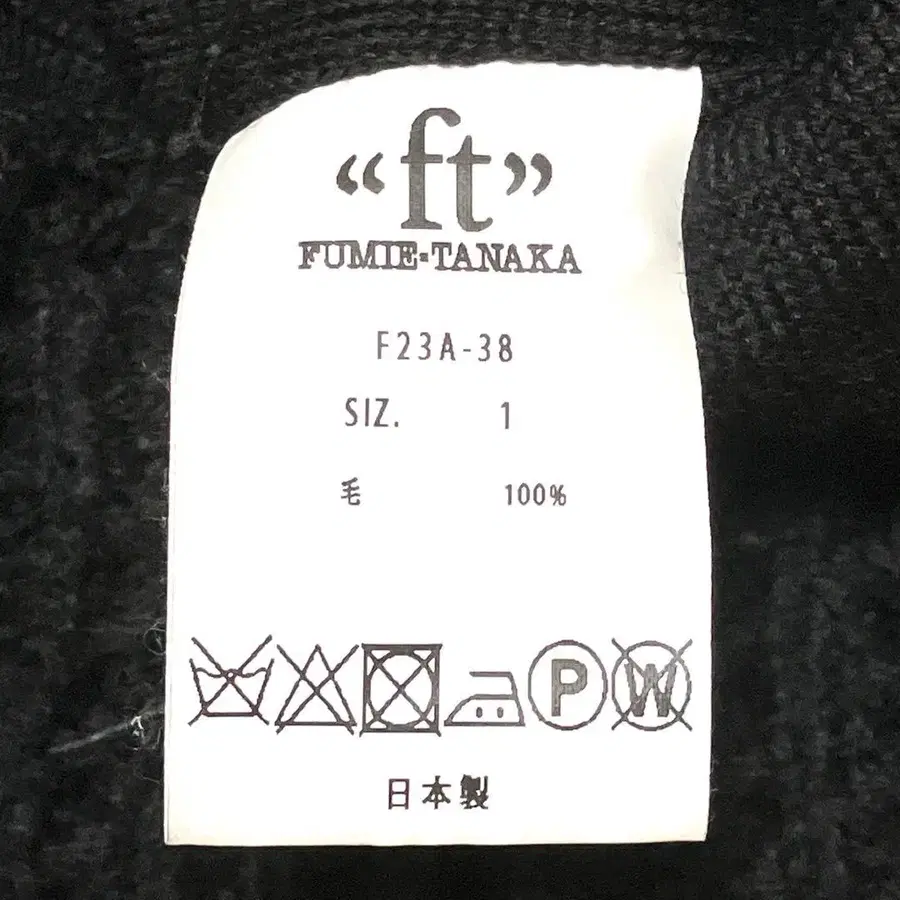 “ft”
FUMIE=TANAKA
F23A-38
SIZ. 1
毛 100%
P W
日本製